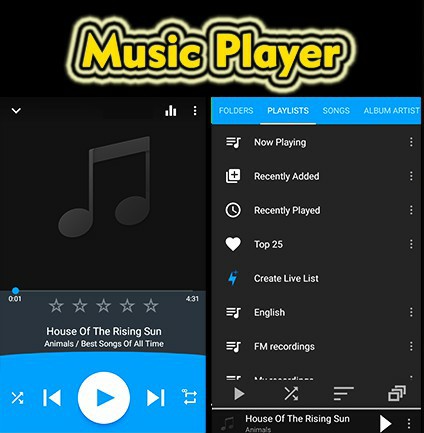 Music Player
0:01
4:31
House Of The Rising Sun
Animals / Best Songs Of All Time
FOLDERS PLAYLISTS SONGS ALBUM ARTIST
Now Playing
Recently Added
Recently Played
Top 25
Create Live List
English
FM recordings
My recordings
House Of The Rising Sun
Animals